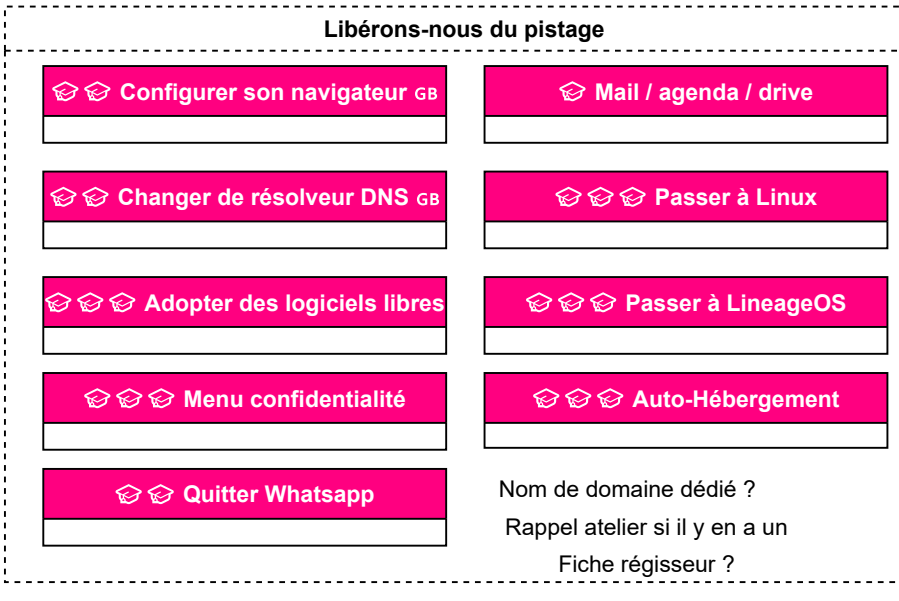 Libérons-nous du pistage
Configurer son navigateur GB
Mail / agenda / drive
Changer de résolveur DNS GB
Passer à Linux
Adopter des logiciels libres
Passer à LineageOS
Menu confidentialité
Auto-Hébergement
Quitter Whatsapp
Nom de domaine dédié ?
Rappel atelier si il y en a un
Fiche régisseur ?